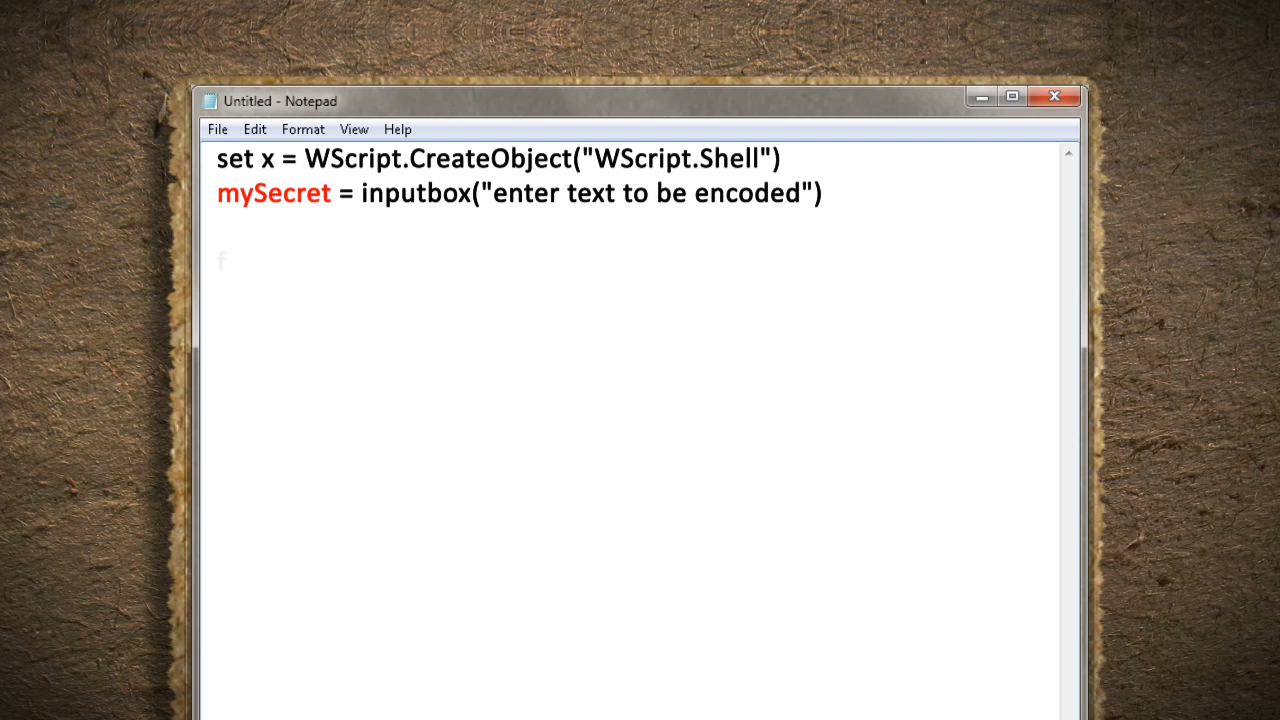 Untitled - Notepad
File Edit Format View Help
set x = WScript.CreateObject("WScript.Shell")
mySecret = inputbox("enter text to be encoded")
f